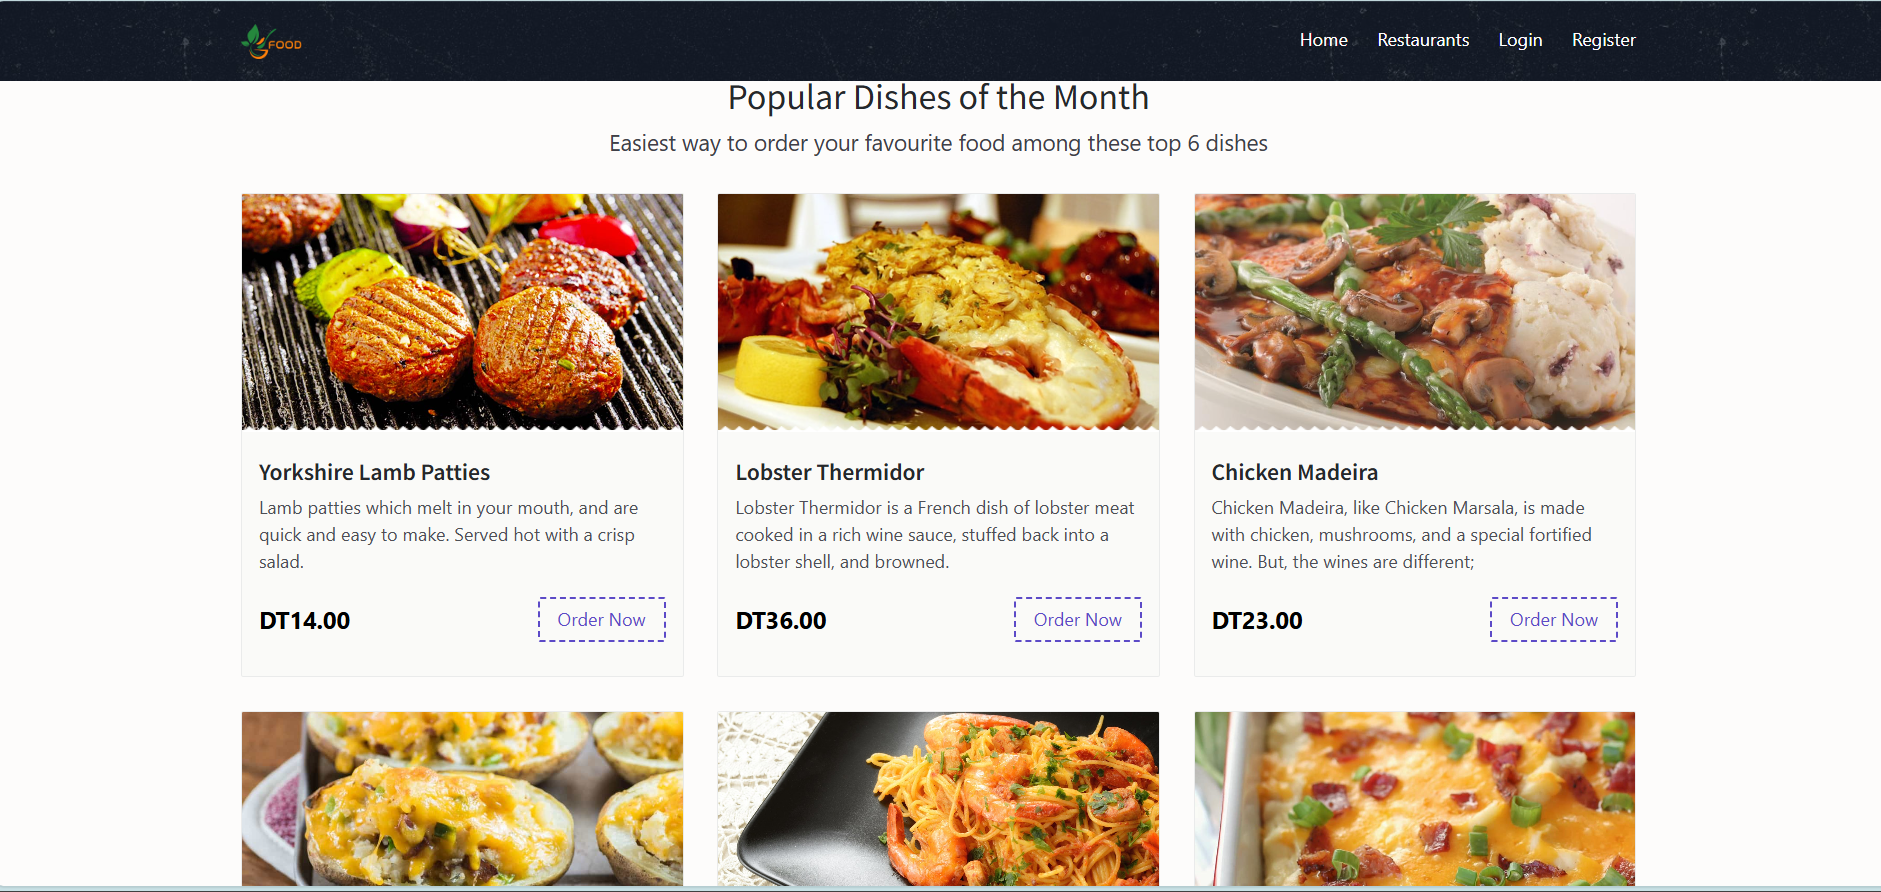 FOOD
Home Restaurants Login Register
Popular Dishes of the Month
Easiest way to order your favourite food among these top 6 dishes
Yorkshire Lamb Patties
Lamb patties which melt in your mouth, and are
quick and easy to make. Served hot with a crisp
salad.
DT14.00 Order Now
Lobster Thermidor
Lobster Thermidor is a French dish of lobster meat
cooked in a rich wine sauce, stuffed back into a
lobster shell, and browned.
DT36.00 Order Now
Chicken Madeira
Chicken Madeira, like Chicken Marsala, is made
with chicken, mushrooms, and a special fortified
wine. But, the wines are different;
DT23.00 Order Now